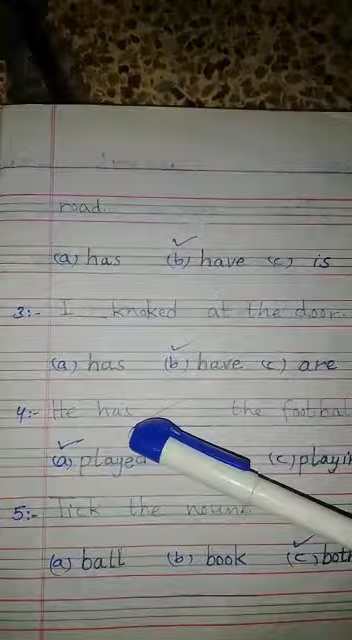 road.
(a) has (b) have (c) is
3:- I _ knoked at the door.
(a) has (b) have (c) are
4:- He has the footbal
(a) played (c) playin
5:- Tick the noun.
(a) ball (b) book (c) both